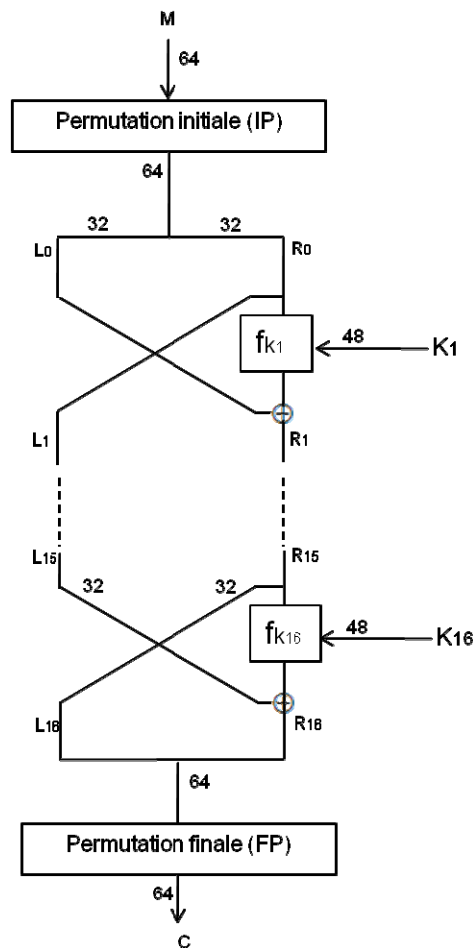 M
64
Permutation initiale (IP)
64
32 32
L0 R0
fk1 48 K1
L1 R1
L15 R15
32 32
fk16 48 K16
L16 R16
64
Permutation finale (FP)
64
C